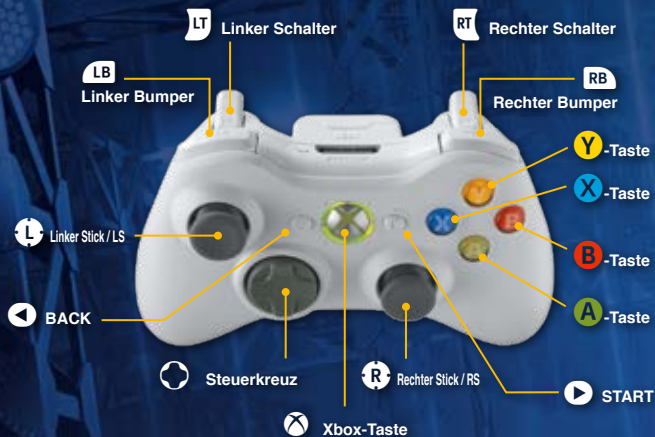 LT Linker Schalter
RT Rechter Schalter
LB
Linker Bumper
RB
Rechter Bumper
Y-Taste
X-Taste
B-Taste
A-Taste
L Linker Stick / LS
BACK
Steuerkreuz
R Rechter Stick / RS
START
Xbox-Taste
Y
X
B
A